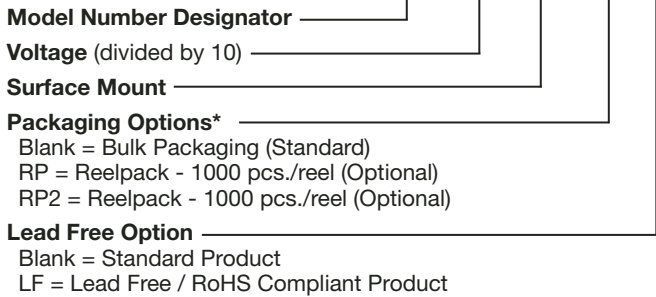 Model Number Designator
Voltage (divided by 10)
Surface Mount
Packaging Options*
Blank = Bulk Packaging (Standard)
RP = Reelpack - 1000 pcs./reel (Optional)
RP2 = Reelpack - 1000 pcs./reel (Optional)
Lead Free Option
Blank = Standard Product
LF = Lead Free / RoHS Compliant Product